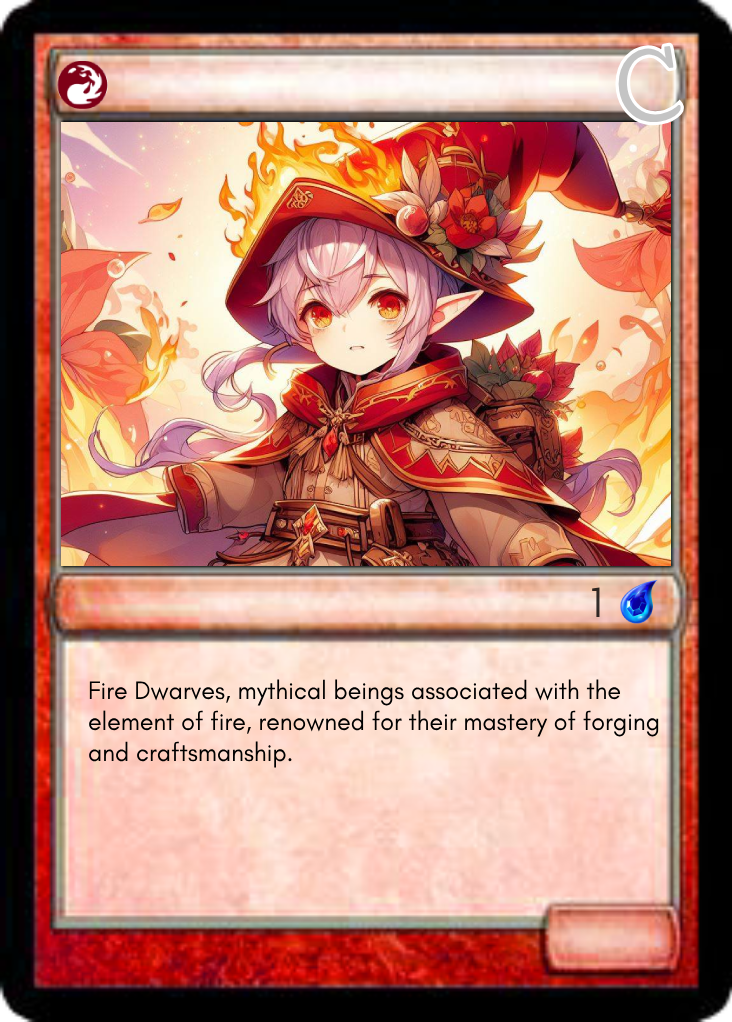 C
1
Fire Dwarves, mythical beings associated with the
element of fire, renowned for their mastery of forging
and craftsmanship.